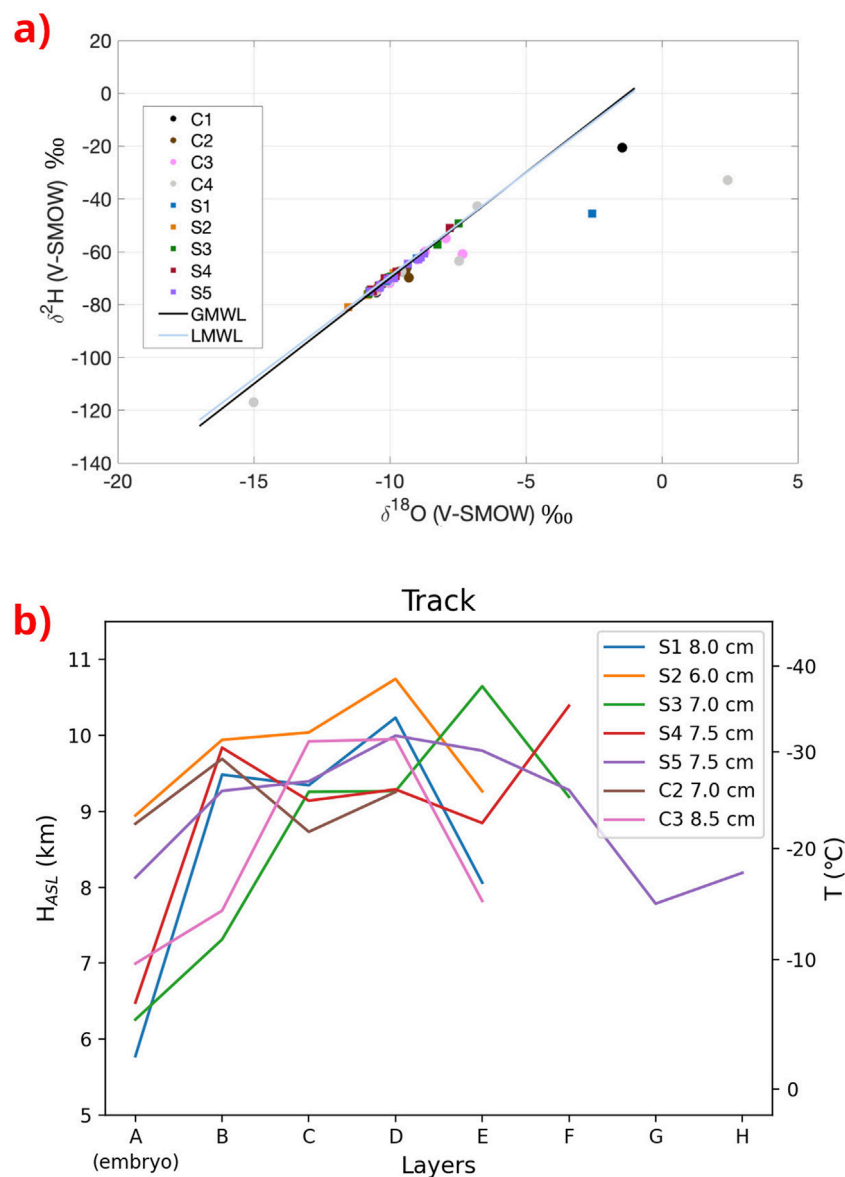 a)
20
0
-20
-40
-60
-80
-100
-120
-140
-20
-15
-10
-5
0
5
δ²H (V-SMOW) ‰
δ¹⁸O (V-SMOW) ‰
C1
C2
C3
C4
S1
S2
S3
S4
S5
GMWL
LMWL
b)
Track
11
10
9
8
7
6
5
H_ASL (km)
S1 8.0 cm
S2 6.0 cm
S3 7.0 cm
S4 7.5 cm
S5 7.5 cm
C2 7.0 cm
C3 8.5 cm
-40
-30
-20
-10
0
T (°C)
A
(embryo)
B
C
D
E
F
G
H
Layers